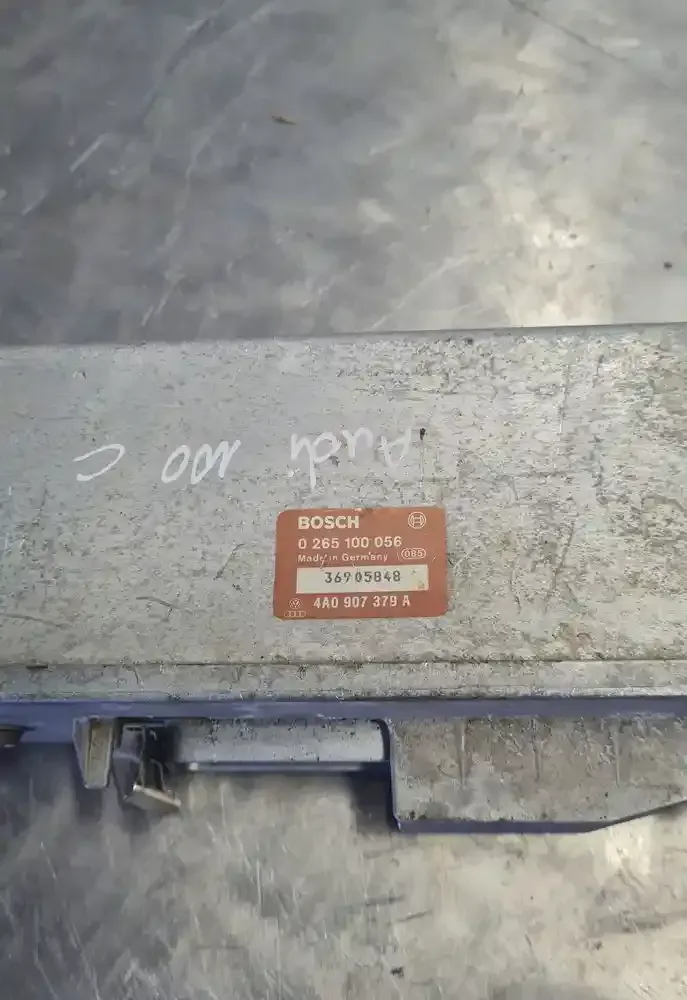 Audi 100 C
BOSCH
0 265 100 056
Made in Germany 085
36905848
4A0 907 379 A